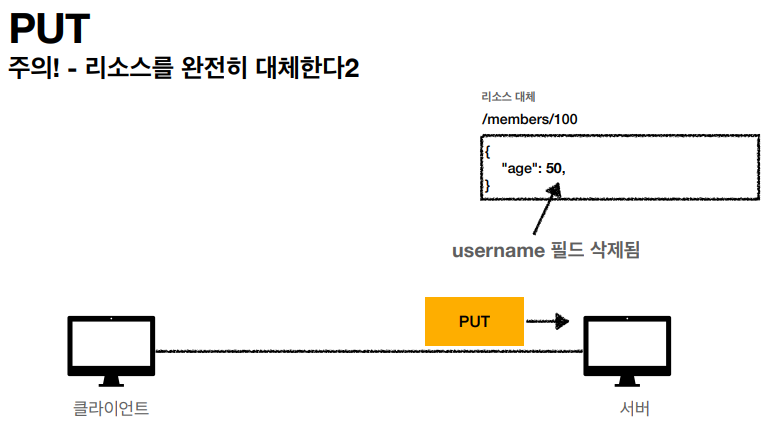 PUT
주의! - 리소스를 완전히 대체한다2
리소스 대체
/members/100
{
"age": 50,
}
username 필드 삭제됨
PUT
클라이언트
서버